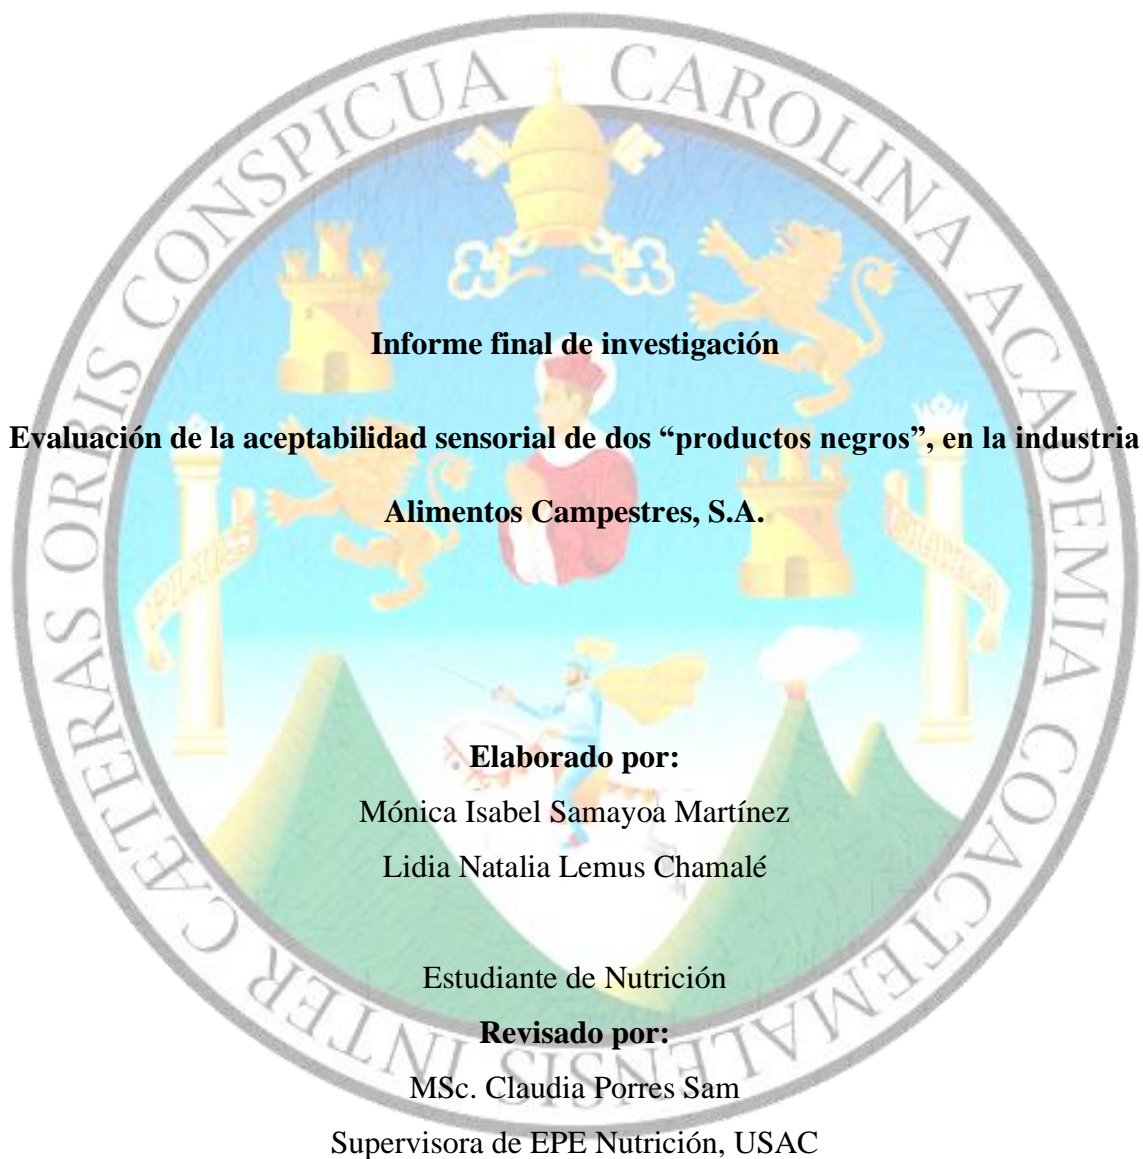 CAETERAS ORBIS CONSPICUA CAROLINA ACADEMIA COACTEMALENSIS INTER
PLUS
Informe final de investigación
Evaluación de la aceptabilidad sensorial de dos “productos negros”, en la industria
Alimentos Campestres, S.A.
Elaborado por:
Mónica Isabel Samayoa Martínez
Lidia Natalia Lemus Chamalé
Estudiante de Nutrición
Revisado por:
MSc. Claudia Porres Sam
Supervisora de EPE Nutrición, USAC